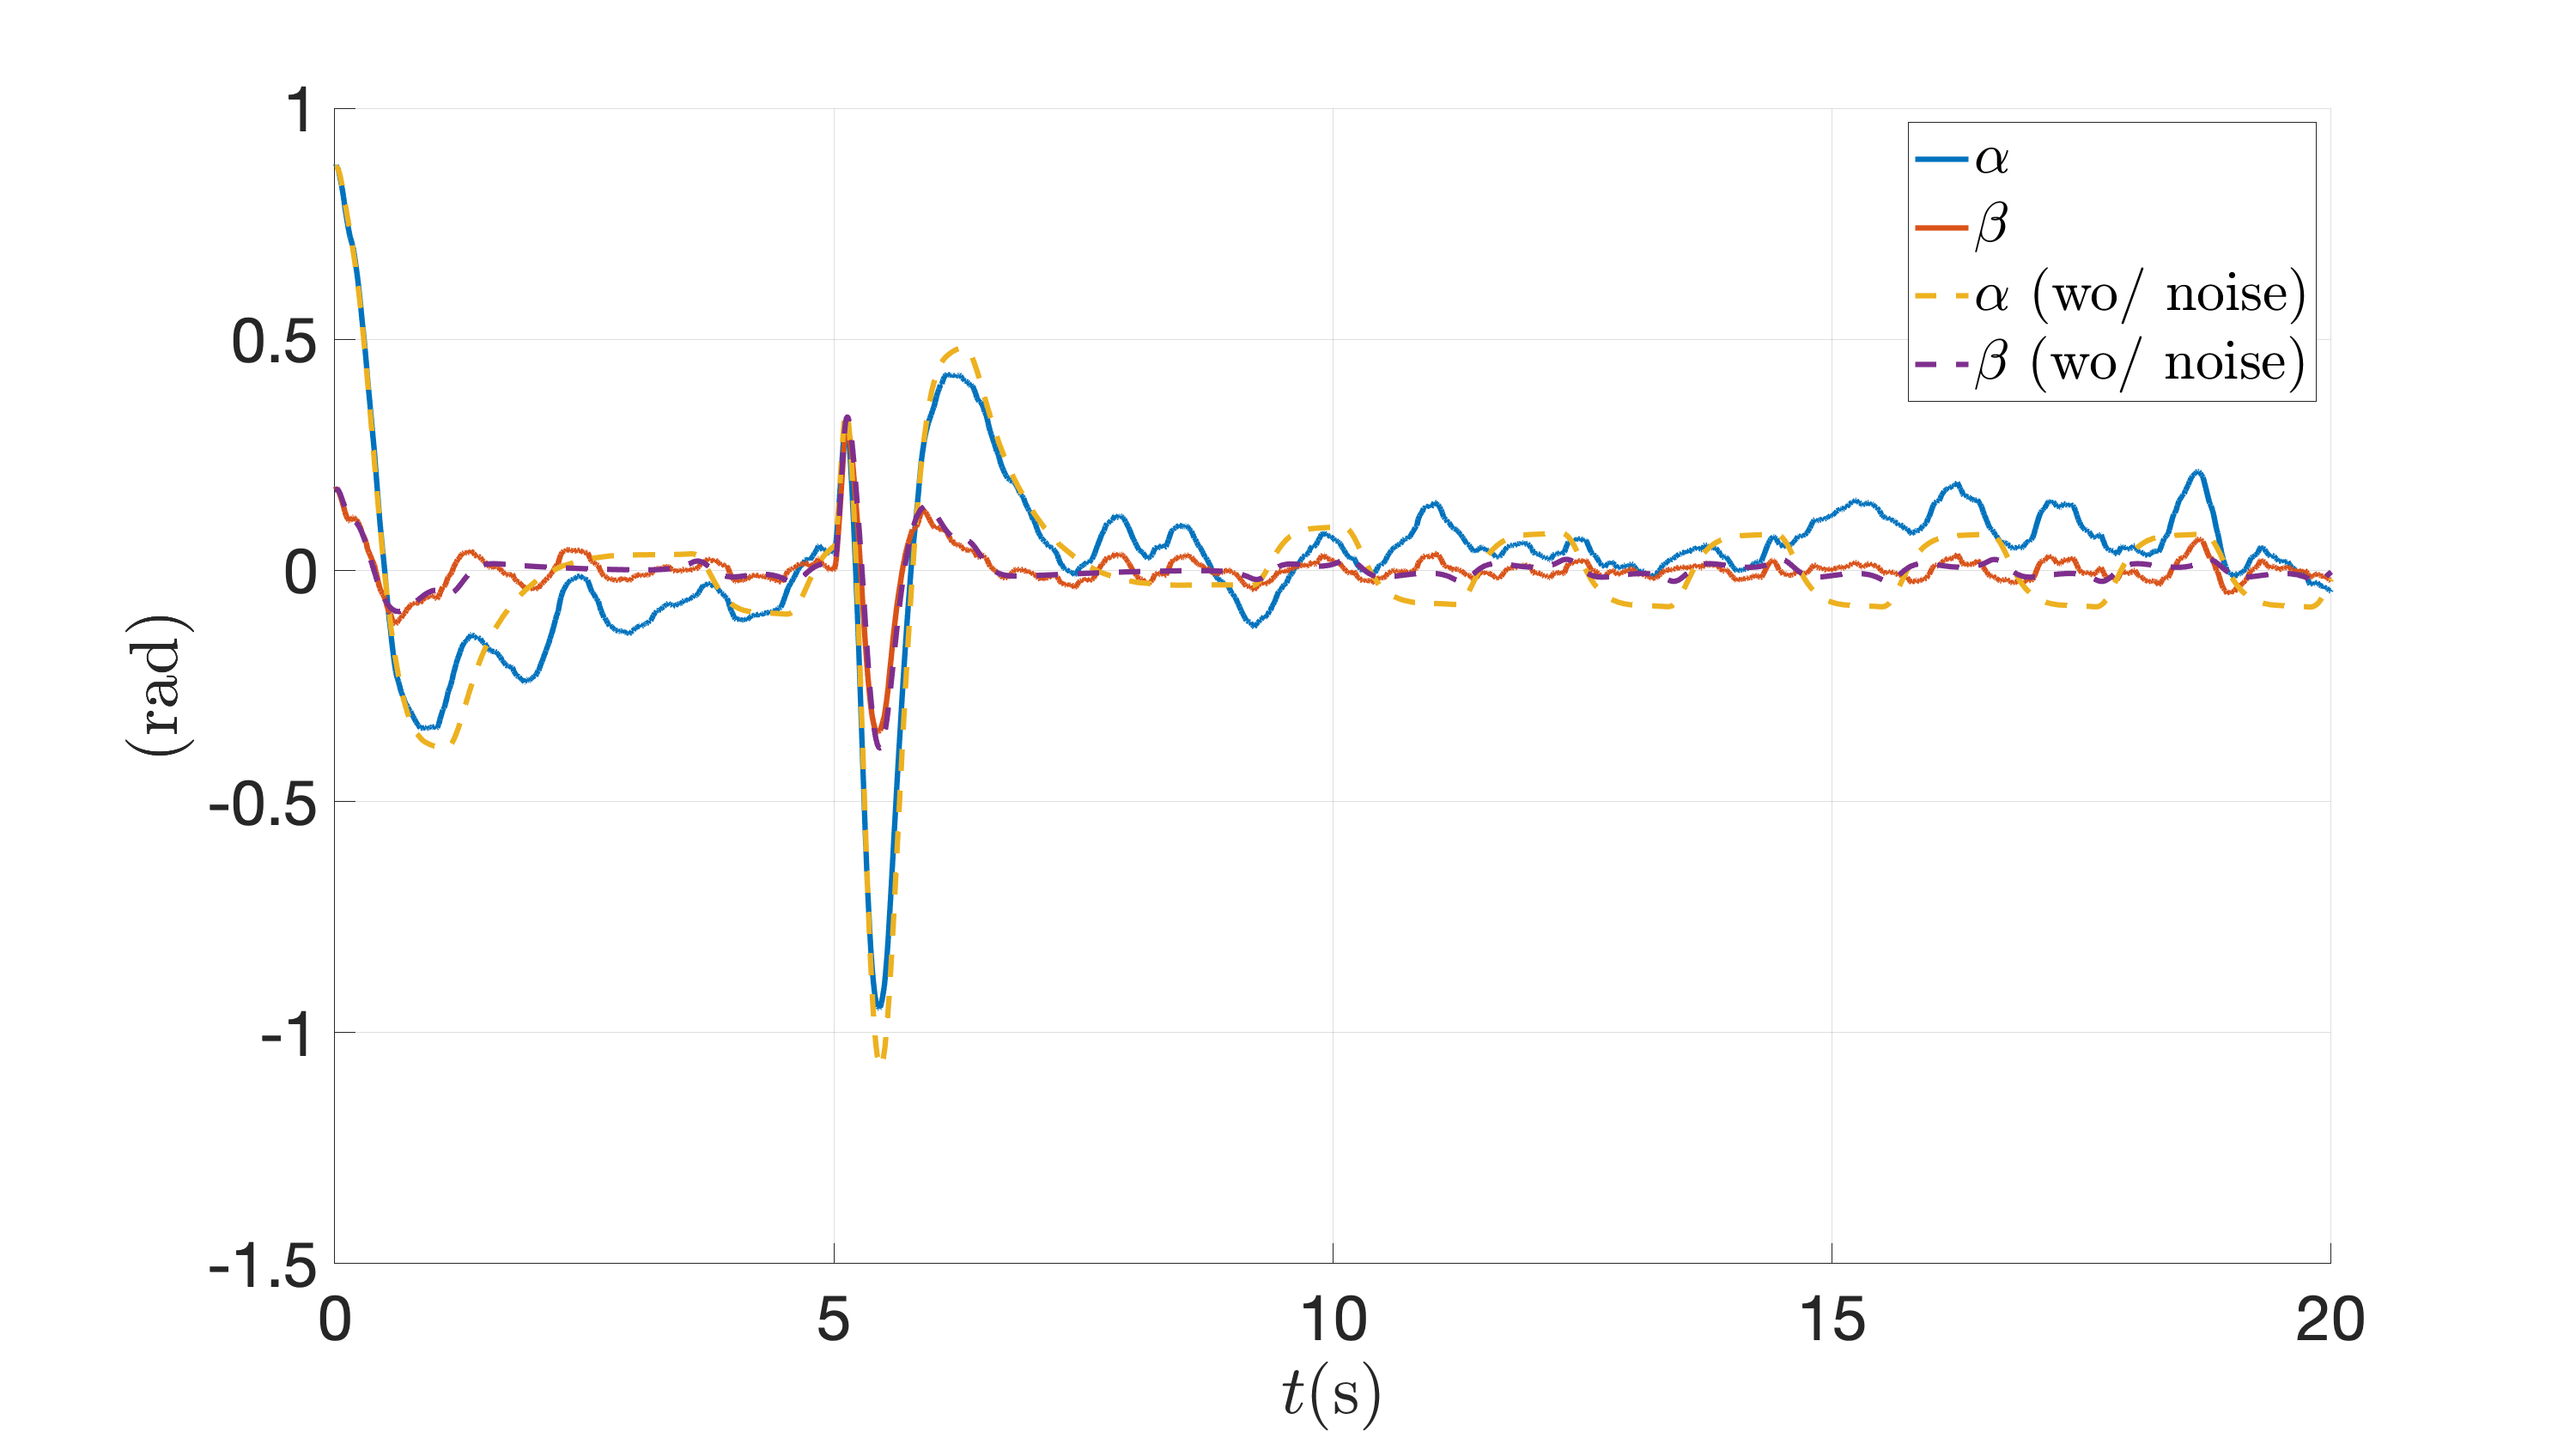 1
0.5
0
-0.5
-1
-1.5
(rad)
0 5 10 15 20
t(s)
α
β
α (wo/ noise)
β (wo/ noise)